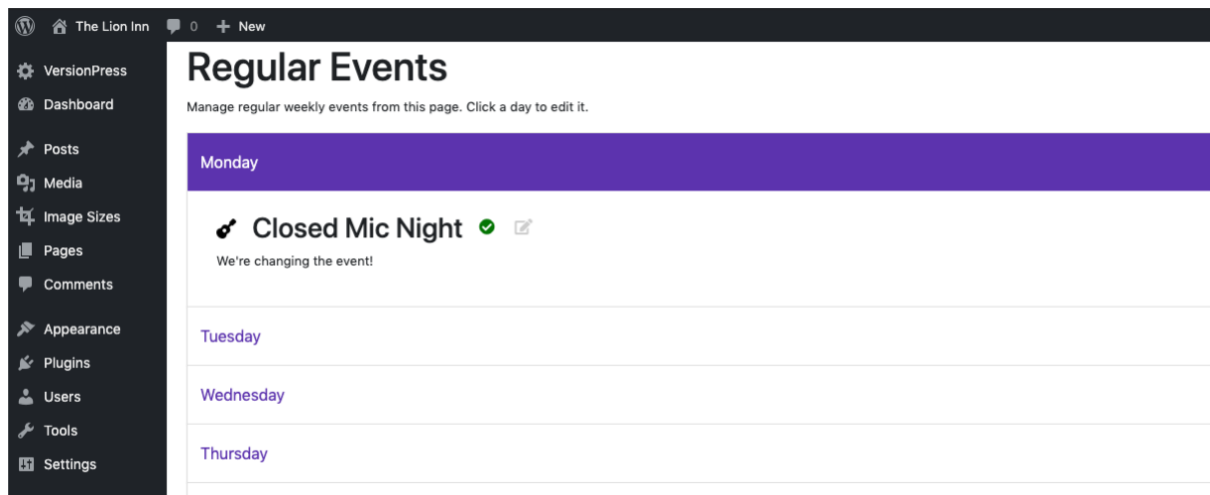 The Lion Inn 0 New
VersionPress
Dashboard
Posts
Media
Image Sizes
Pages
Comments
Appearance
Plugins
Users
Tools
Settings
Regular Events
Manage regular weekly events from this page. Click a day to edit it.
Monday
Closed Mic Night
We're changing the event!
Tuesday
Wednesday
Thursday